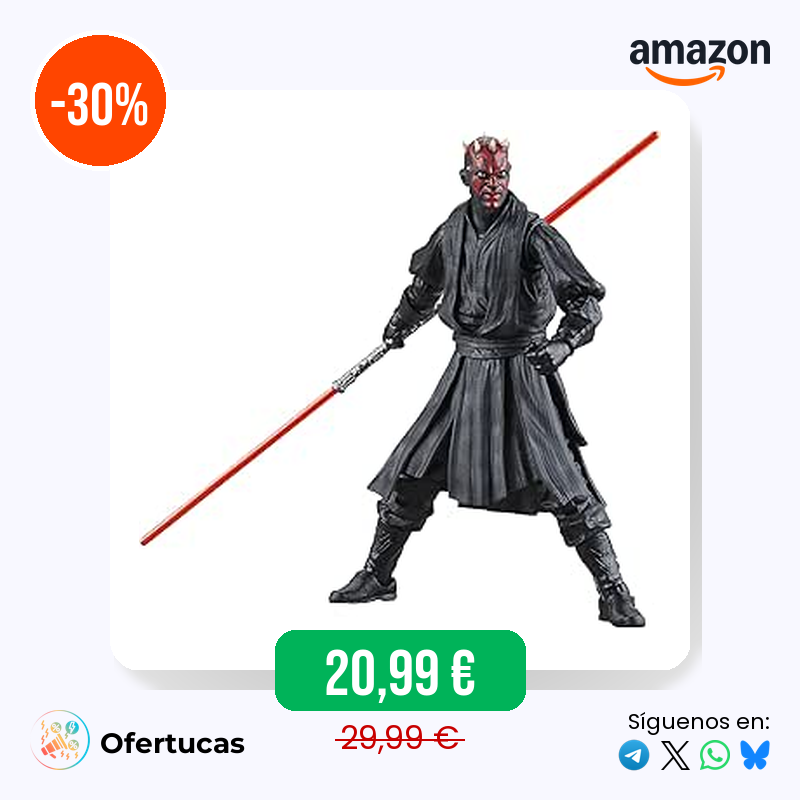 -30%
amazon
20,99 €
29,99 €
Ofertucas
Síguenos en: